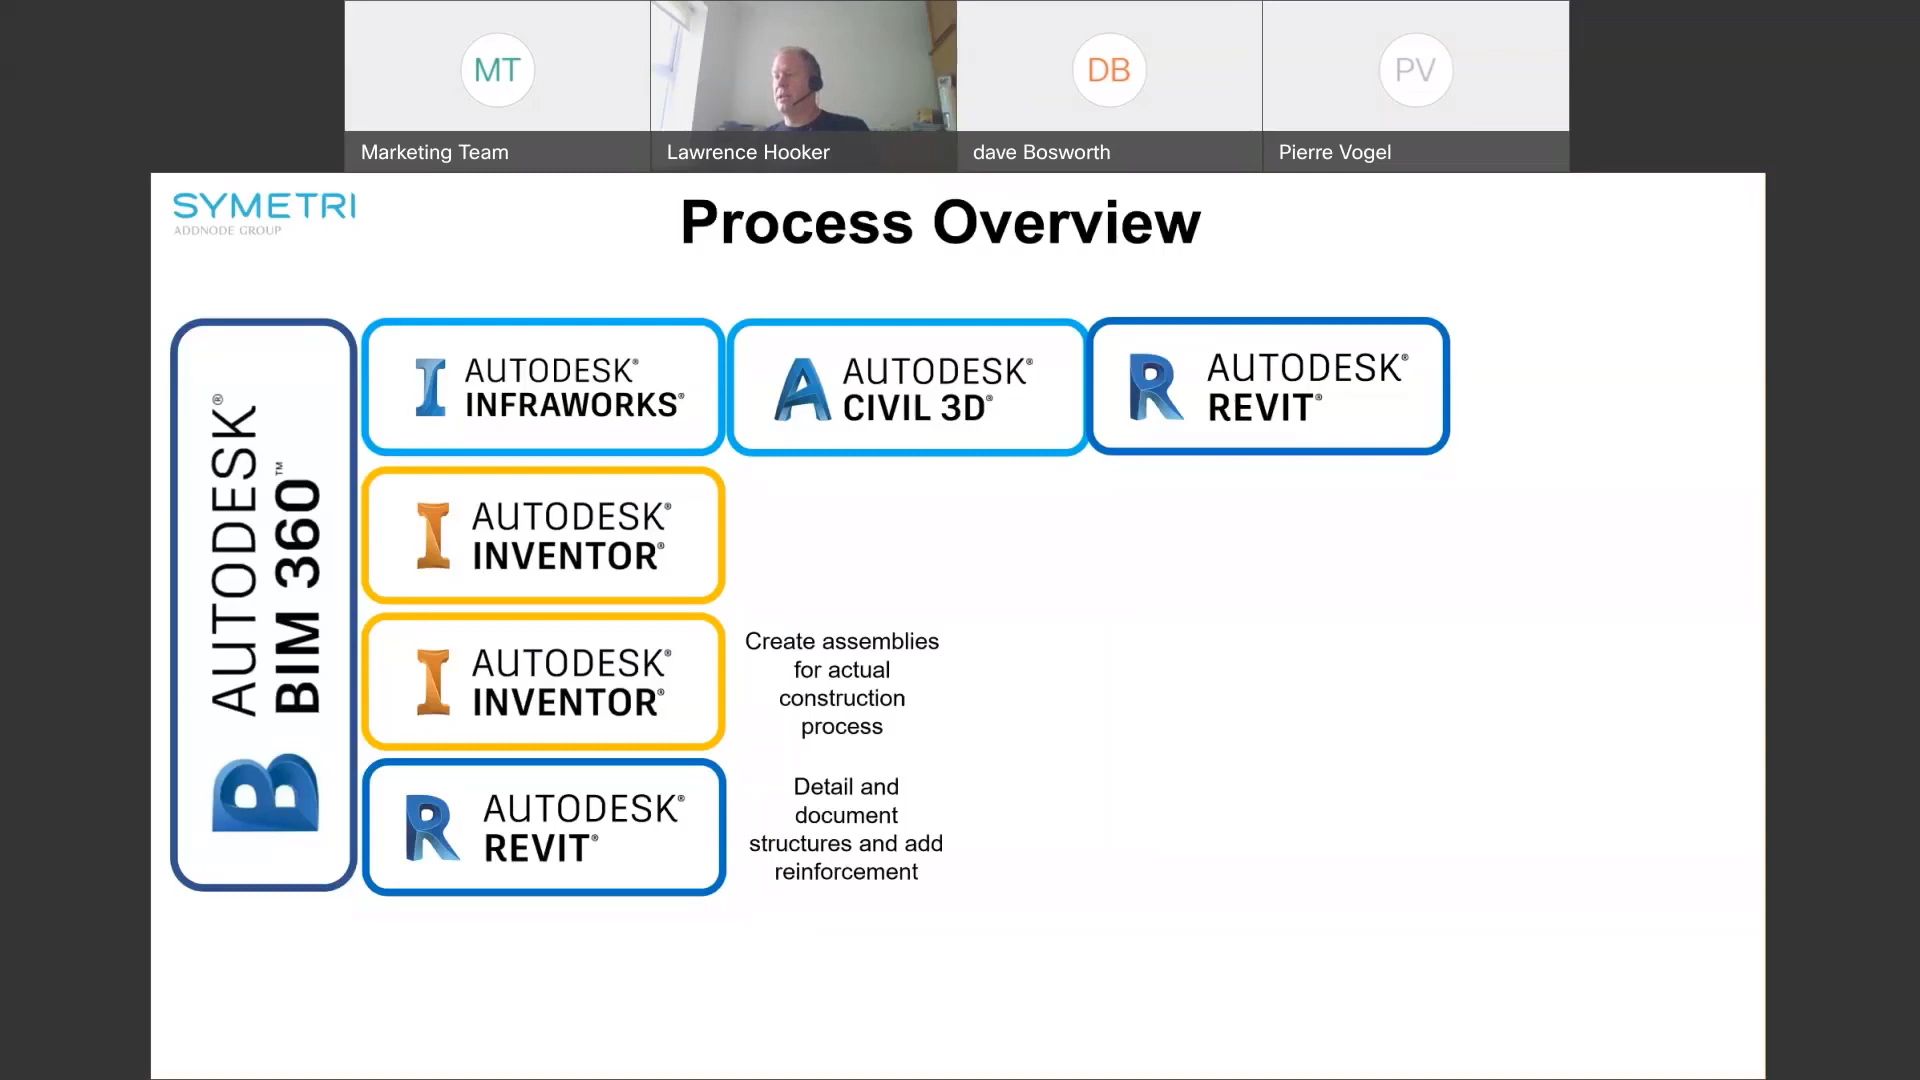 MT
DB
PV
Marketing Team
Lawrence Hooker
dave Bosworth
Pierre Vogel
SYMETRI
ADDNODE GROUP
Process Overview
AUTODESK®
BIM 360™
AUTODESK®
INFRAWORKS®
AUTODESK®
CIVIL 3D®
AUTODESK®
REVIT®
AUTODESK®
INVENTOR®
AUTODESK®
INVENTOR®
Create assemblies
for actual
construction
process
AUTODESK®
REVIT®
Detail and
document
structures and add
reinforcement